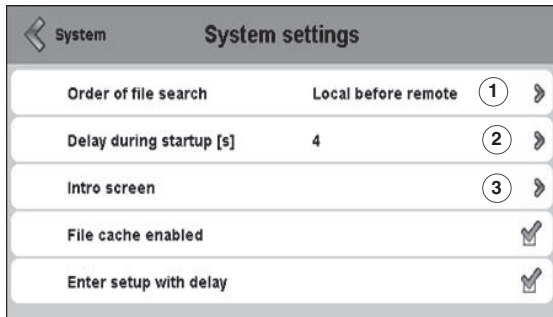 System System settings
Order of file search Local before remote 1
Delay during startup [s] 4 2
Intro screen 3
File cache enabled
Enter setup with delay